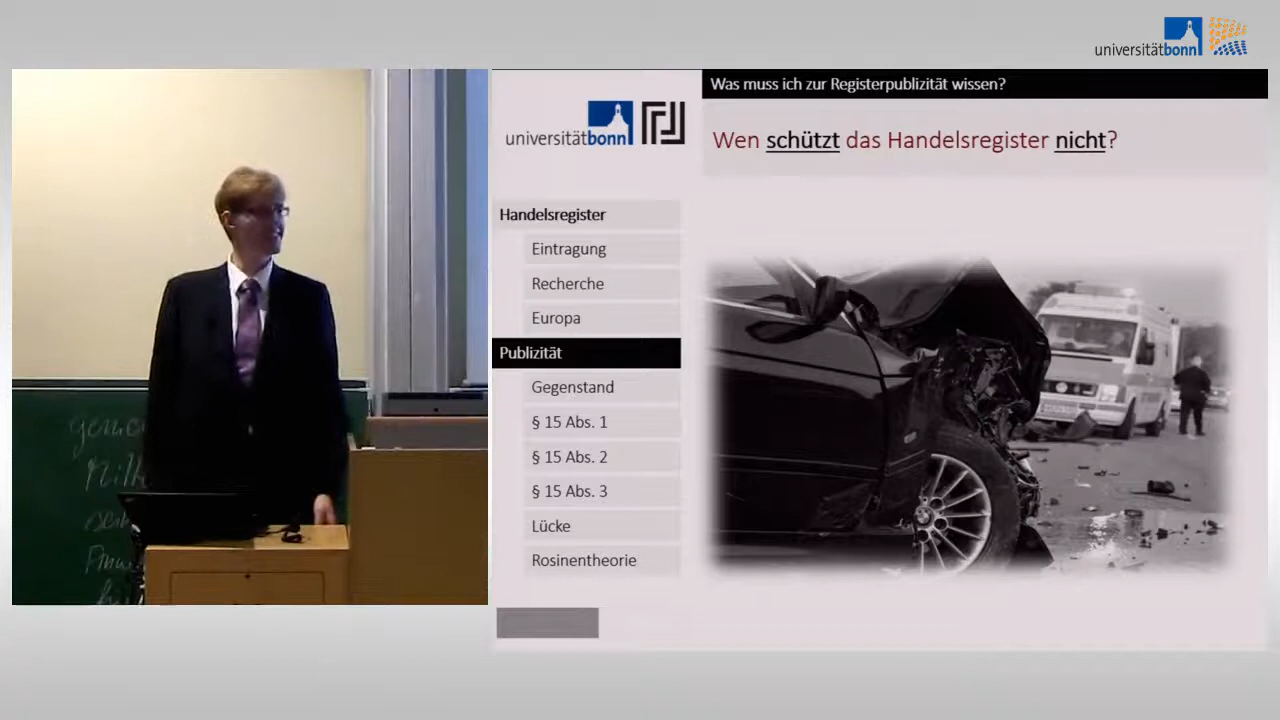 universitätbonn
Was muss ich zur Registerpublizität wissen?
universitätbonn
Wen schützt das Handelsregister nicht?
Handelsregister
Eintragung
Recherche
Europa
Publizität
Gegenstand
§ 15 Abs. 1
§ 15 Abs. 2
§ 15 Abs. 3
Lücke
Rosinentheorie